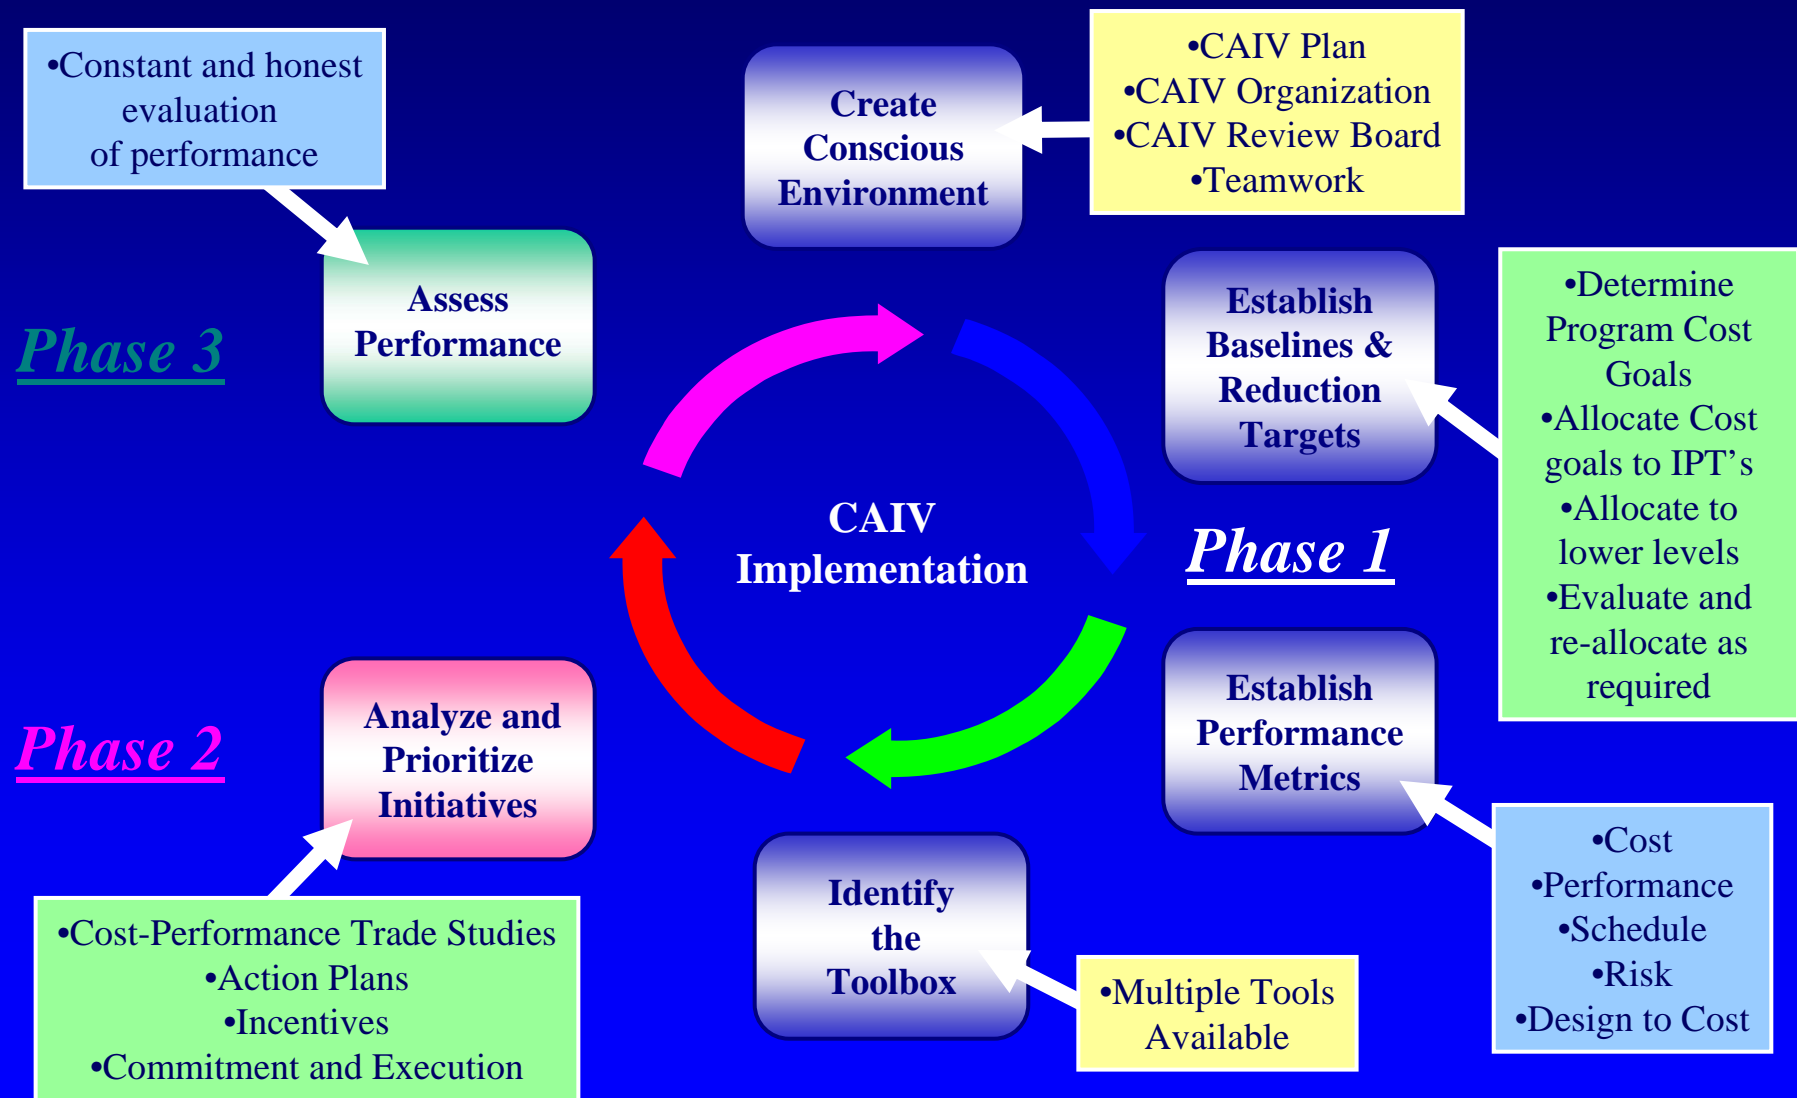 •Constant and honest
evaluation
of performance
Create
Conscious
Environment
•CAIV Plan
•CAIV Organization
•CAIV Review Board
•Teamwork
Assess
Performance
Phase 3
Establish
Baselines &
Reduction
Targets
•Determine
Program Cost
Goals
•Allocate Cost
goals to IPT’s
•Allocate to
lower levels
•Evaluate and
re-allocate as
required
CAIV
Implementation
Phase 1
Establish
Performance
Metrics
•Cost
•Performance
•Schedule
•Risk
•Design to Cost
Phase 2
Analyze and
Prioritize
Initiatives
•Cost-Performance Trade Studies
•Action Plans
•Incentives
•Commitment and Execution
Identify
the
Toolbox
•Multiple Tools
Available